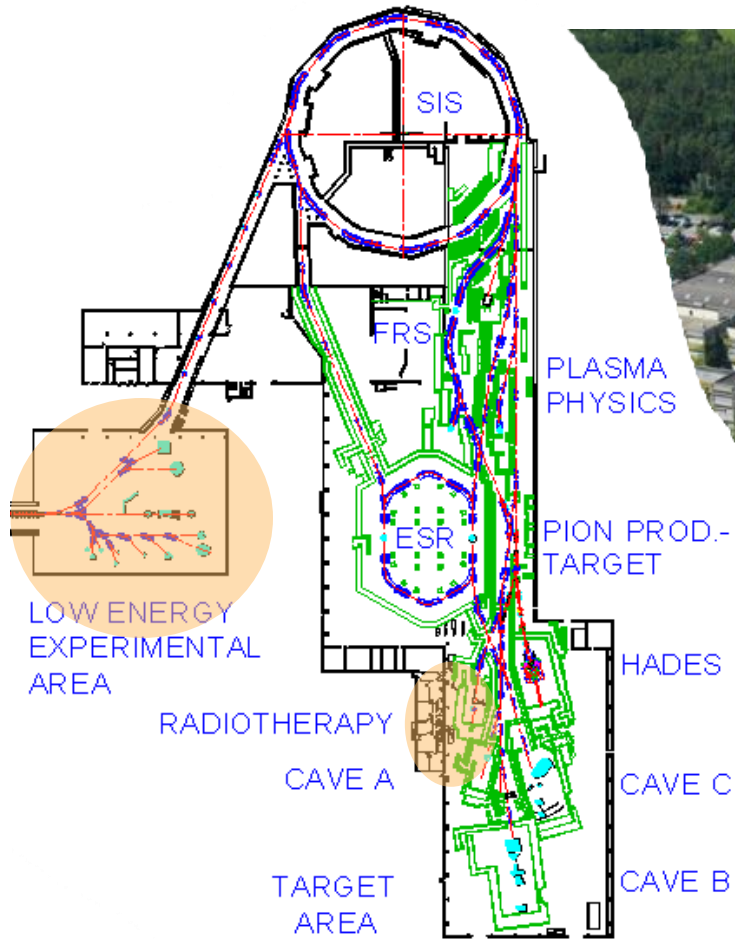 SIS
FRS
PLASMA
PHYSICS
ESR
PION PROD.-
TARGET
LOW ENERGY
EXPERIMENTAL
AREA
HADES
RADIOTHERAPY
CAVE A
CAVE C
TARGET
AREA
CAVE B